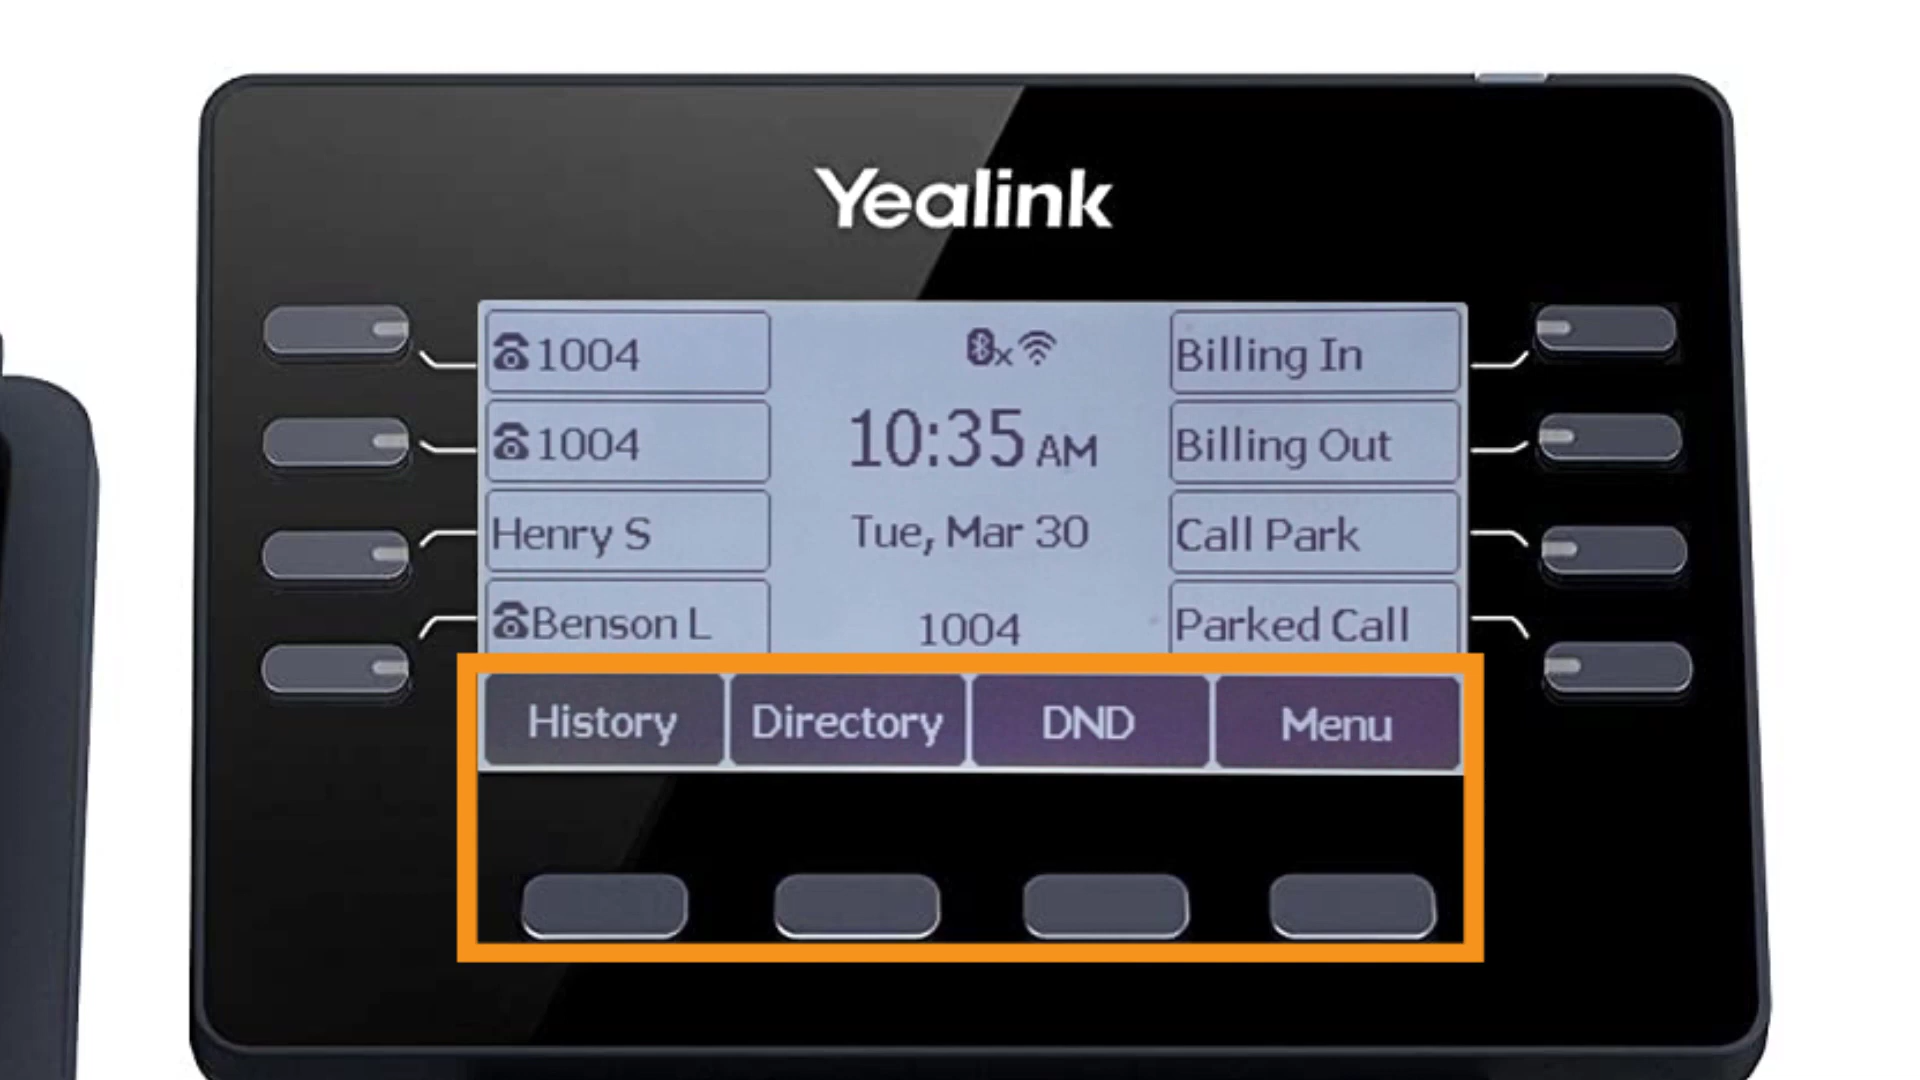 Yealink
1004
1004
Henry S
Benson L
10:35 AM
Tue, Mar 30
1004
Billing In
Billing Out
Call Park
Parked Call
History
Directory
DND
Menu